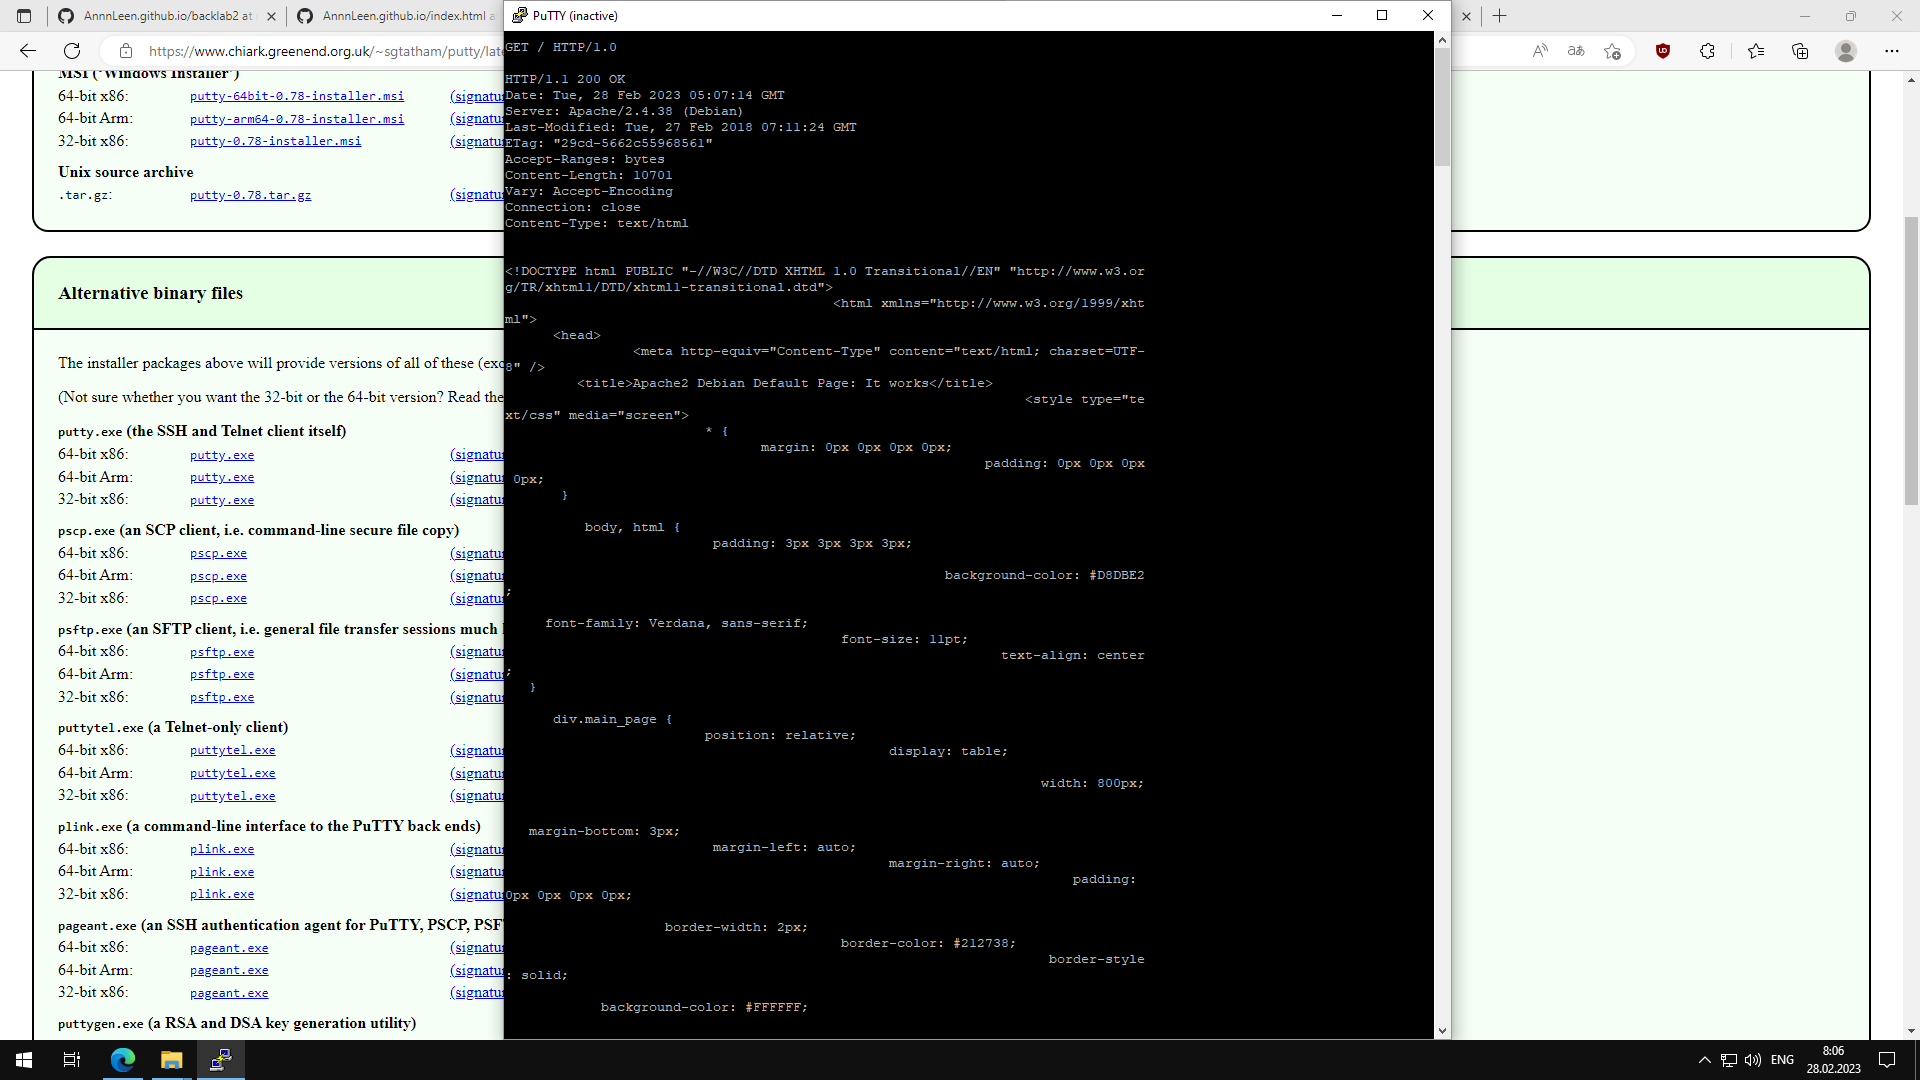 AnnnLeen.github.io/backlab2 at
AnnnLeen.github.io/index.html a
PuTTY (inactive)
https://www.chiark.greenend.org.uk/~sgtatham/putty/late
MSI ('Windows Installer')
64-bit x86: putty-64bit-0.78-installer.msi (signatu
64-bit Arm: putty-arm64-0.78-installer.msi (signatu
32-bit x86: putty-0.78-installer.msi (signatu
Unix source archive
.tar.gz: putty-0.78.tar.gz (signatu
Alternative binary files
The installer packages above will provide versions of all of these (exc
(Not sure whether you want the 32-bit or the 64-bit version? Read the
putty.exe (the SSH and Telnet client itself)
64-bit x86: putty.exe (signatu
64-bit Arm: putty.exe (signatu
32-bit x86: putty.exe (signatu
pscp.exe (an SCP client, i.e. command-line secure file copy)
64-bit x86: pscp.exe (signatu
64-bit Arm: pscp.exe (signatu
32-bit x86: pscp.exe (signatu
psftp.exe (an SFTP client, i.e. general file transfer sessions much
64-bit x86: psftp.exe (signatu
64-bit Arm: psftp.exe (signatu
32-bit x86: psftp.exe (signatu
puttytel.exe (a Telnet-only client)
64-bit x86: puttytel.exe (signatu
64-bit Arm: puttytel.exe (signatu
32-bit x86: puttytel.exe (signatu
plink.exe (a command-line interface to the PuTTY back ends)
64-bit x86: plink.exe (signatu
64-bit Arm: plink.exe (signatu
32-bit x86: plink.exe (signatu
pageant.exe (an SSH authentication agent for PuTTY, PSCP, PSF
64-bit x86: pageant.exe (signatu
64-bit Arm: pageant.exe (signatu
32-bit x86: pageant.exe (signatu
puttygen.exe (a RSA and DSA key generation utility)
GET / HTTP/1.0
HTTP/1.1 200 OK
Date: Tue, 28 Feb 2023 05:07:14 GMT
Server: Apache/2.4.38 (Debian)
Last-Modified: Tue, 27 Feb 2018 07:11:24 GMT
ETag: "29cd-5662c55968561"
Accept-Ranges: bytes
Content-Length: 10701
Vary: Accept-Encoding
Connection: close
Content-Type: text/html
<!DOCTYPE html PUBLIC "-//W3C//DTD XHTML 1.0 Transitional//EN" "http://www.w3.or
g/TR/xhtml1/DTD/xhtml1-transitional.dtd">
<html xmlns="http://www.w3.org/1999/xht
ml">
<head>
<meta http-equiv="Content-Type" content="text/html; charset=UTF-
8" />
<title>Apache2 Debian Default Page: It works</title>
<style type="te
xt/css" media="screen">
* {
margin: 0px 0px 0px 0px;
padding: 0px 0px 0px
0px;
}
body, html {
padding: 3px 3px 3px 3px;
background-color: #D8DBE2
;
font-family: Verdana, sans-serif;
font-size: 11pt;
text-align: center
;
}
div.main_page {
position: relative;
display: table;
width: 800px;
margin-bottom: 3px;
margin-left: auto;
margin-right: auto;
padding:
0px 0px 0px 0px;
border-width: 2px;
border-color: #212738;
border-style
: solid;
background-color: #FFFFFF;
ENG
8:06
28.02.2023